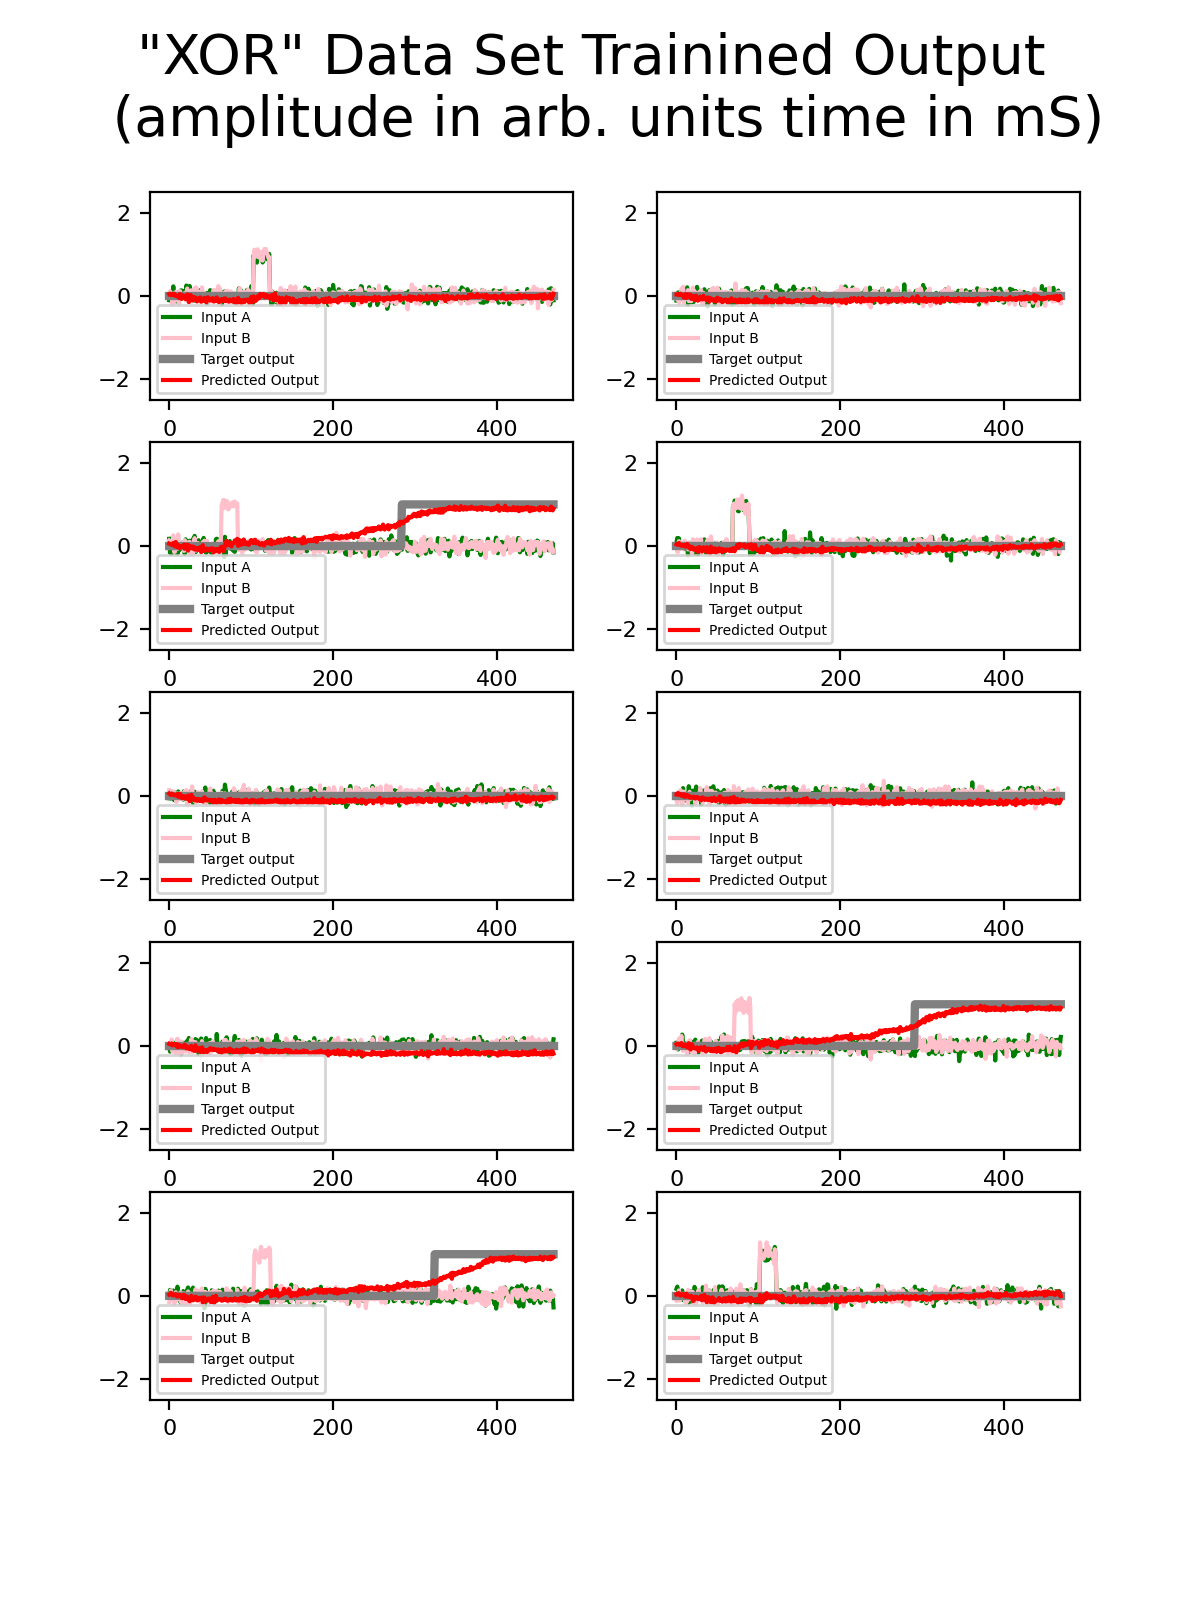 "XOR" Data Set Trainined Output
(amplitude in arb. units time in mS)
2
0
−2
Input A
Input B
Target output
Predicted Output
0 200 400
2
0
−2
Input A
Input B
Target output
Predicted Output
0 200 400
2
0
−2
Input A
Input B
Target output
Predicted Output
0 200 400
2
0
−2
Input A
Input B
Target output
Predicted Output
0 200 400
2
0
−2
Input A
Input B
Target output
Predicted Output
0 200 400
2
0
−2
Input A
Input B
Target output
Predicted Output
0 200 400
2
0
−2
Input A
Input B
Target output
Predicted Output
0 200 400
2
0
−2
Input A
Input B
Target output
Predicted Output
0 200 400
2
0
−2
Input A
Input B
Target output
Predicted Output
0 200 400
2
0
−2
Input A
Input B
Target output
Predicted Output
0 200 400